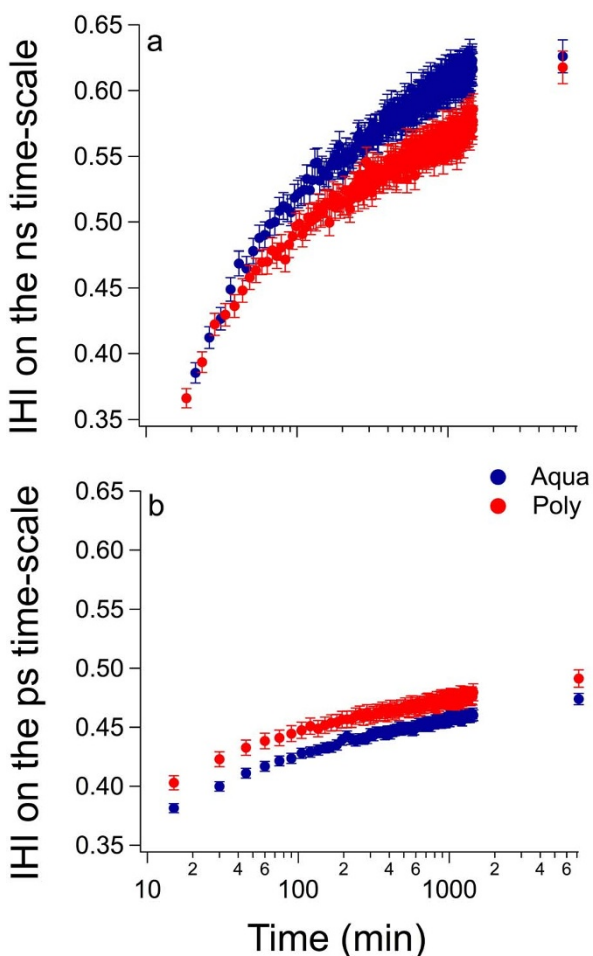 a
IHI on the ns time-scale
0.65
0.60
0.55
0.50
0.45
0.40
0.35
Aqua
Poly
b
IHI on the ps time-scale
0.65
0.60
0.55
0.50
0.45
0.40
0.35
10 2 4 6 100 2 4 6 1000 2 4 6
Time (min)